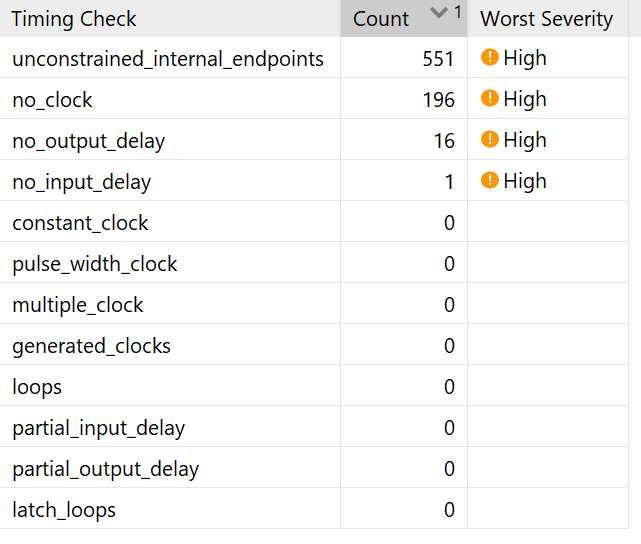 Timing Check Count 1 Worst Severity
unconstrained_internal_endpoints 551 High
no_clock 196 High
no_output_delay 16 High
no_input_delay 1 High
constant_clock 0
pulse_width_clock 0
multiple_clock 0
generated_clocks 0
loops 0
partial_input_delay 0
partial_output_delay 0
latch_loops 0